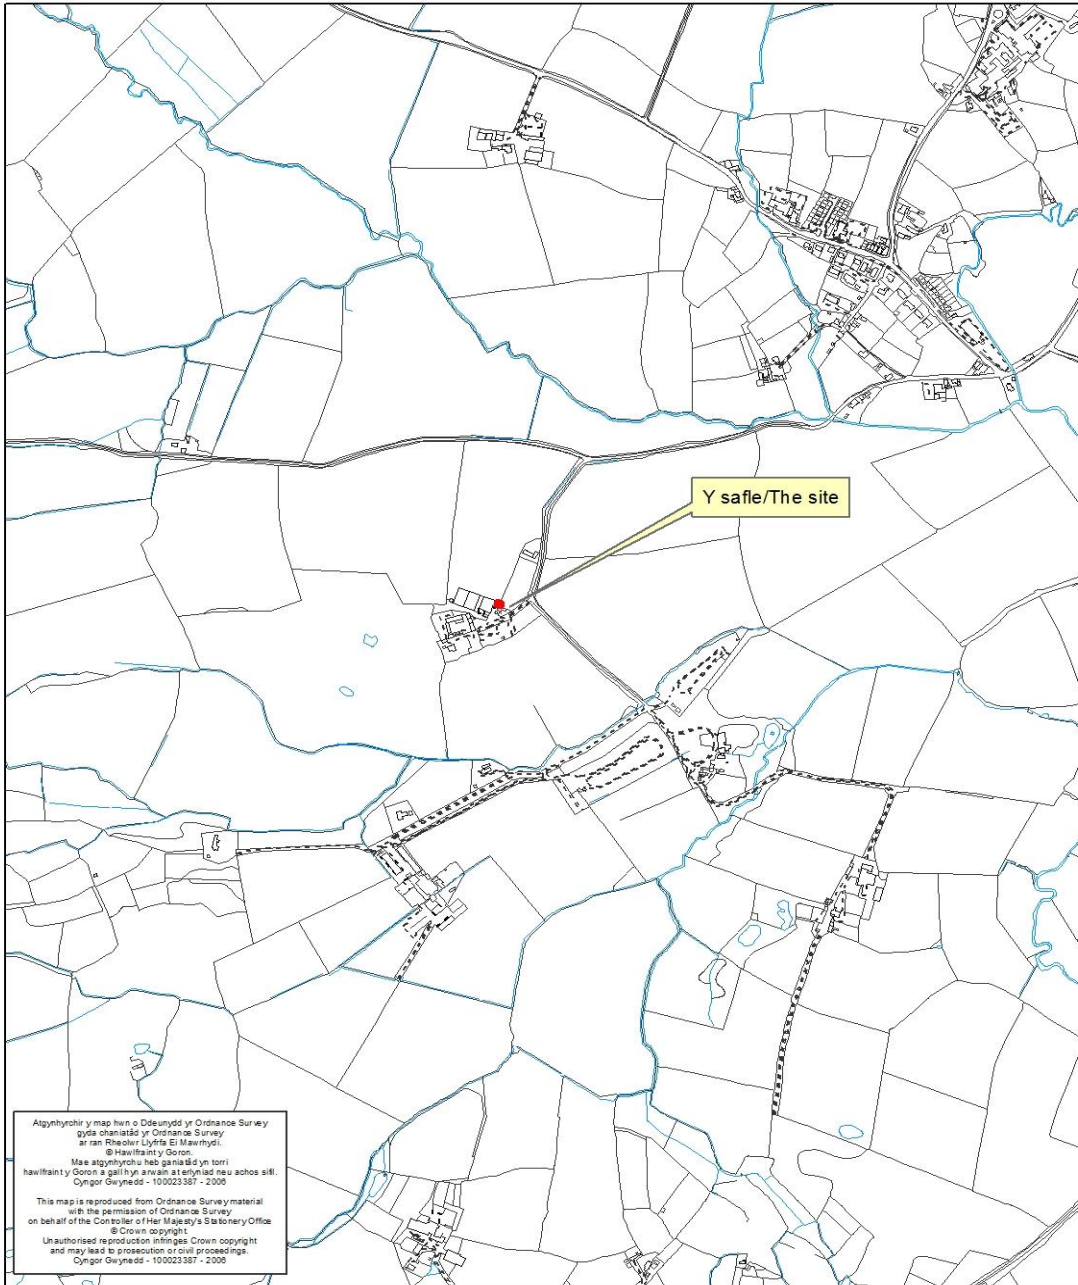 Y safle/The site
Atgynhyrchir y map hwn o Ddeunydd yr Ordnance Survey
gyda chaniatâd yr Ordnance Survey
ar ran Rheolwr Llyfrfa Ei Mawrhydi.
© Hawlfraint y Goron.
Mae atgynhyrchu heb ganiatâd yn torri
hawlfraint y Goron a gall hyn arwain at erlyniad neu achos sifil.
Cyngor Gwynedd - 100023387 - 2006
This map is reproduced from Ordnance Survey material
with the permission of Ordnance Survey
on behalf of the Controller of Her Majesty's Stationery Office
© Crown copyright.
Unauthorised reproduction infringes Crown copyright
and may lead to prosecution or civil proceedings.
Cyngor Gwynedd - 100023387 - 2006